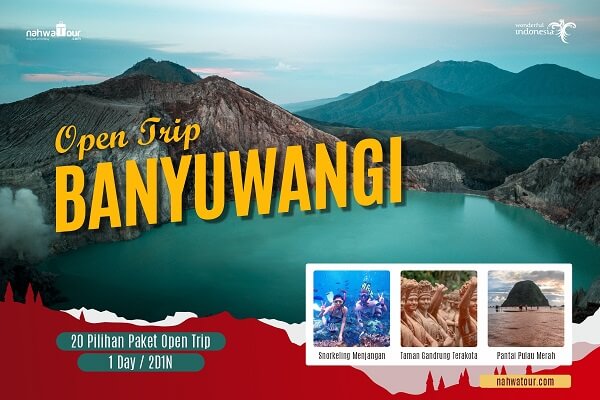 nahwatour
.com
wonderful
indonesia
Open Trip
BANYUWANGI
20 Pilihan Paket Open Trip
1 Day / 2D1N
Snorkeling Menjangan
Taman Gandrung Terakota
Pantai Pulau Merah
nahwatour.com